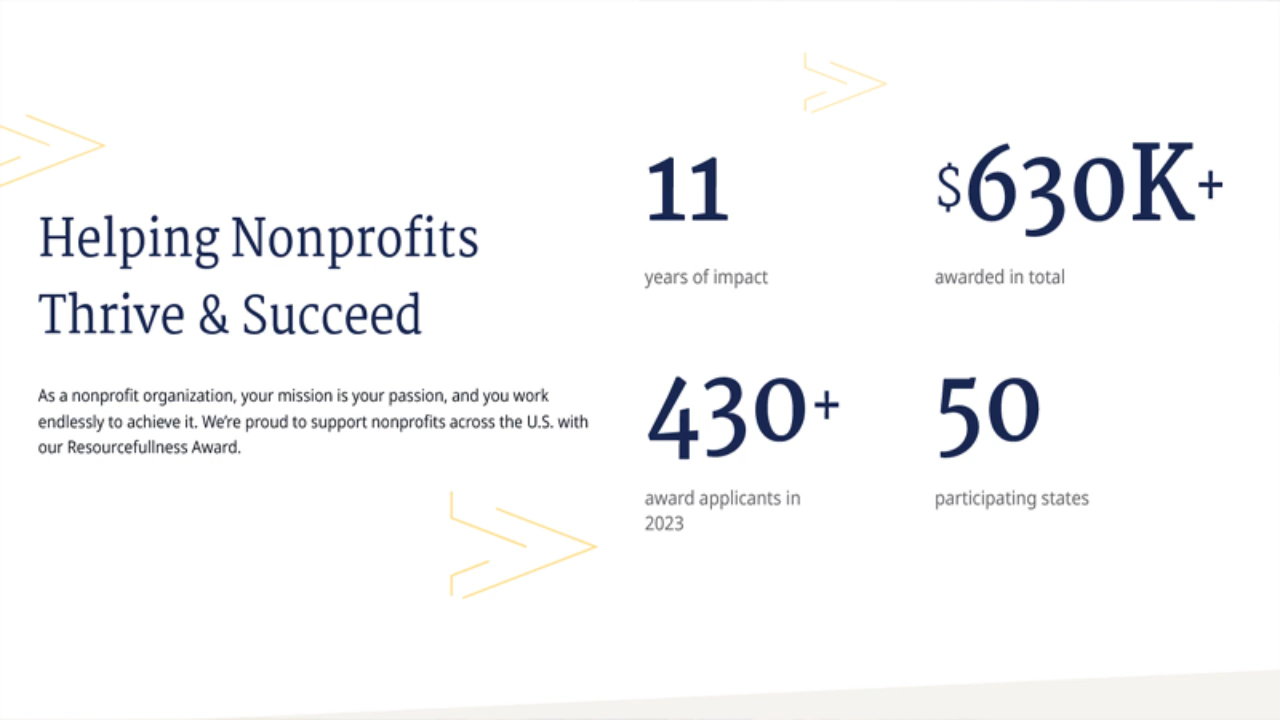 Helping Nonprofits
Thrive & Succeed
As a nonprofit organization, your mission is your passion, and you work
endlessly to achieve it. We're proud to support nonprofits across the U.S. with
our Resourcefullness Award.
11
years of impact
$630K+
awarded in total
430+
award applicants in
2023
50
participating states